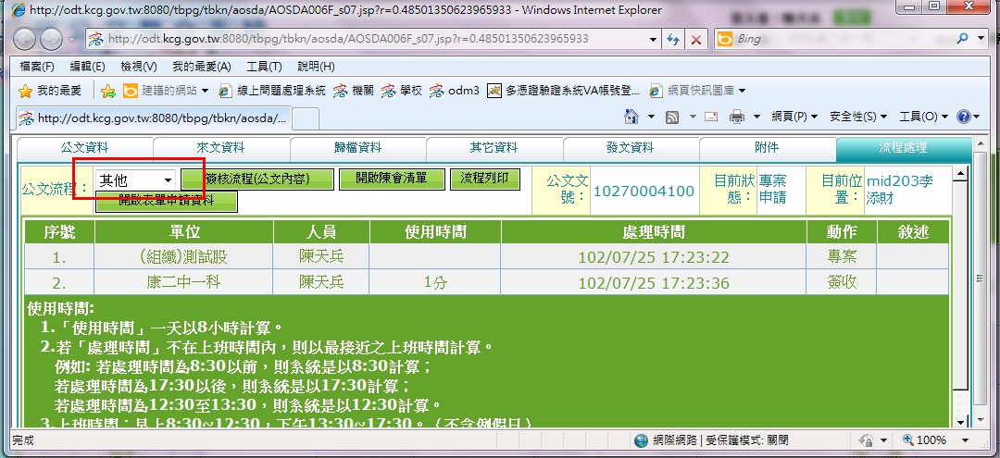 http://odt.kcg.gov.tw:8080/tbpg/tbkn/aosda/AOSDA006F_s07.jsp?r=0.48501350623965933 - Windows Internet Explorer
http://odt.kcg.gov.tw:8080/tbpg/tbkn/aosda/AOSDA006F_s07.jsp?r=0.48501350623965933 Bing
檔案(F) 編輯(E) 檢視(V) 我的最愛(A) 工具(T) 說明(H)
我的最愛 建議的網站 線上問題處理系統 機關 學校 odm3 多憑證驗證系統VA帳號登... 網頁快訊圖庫
http://odt.kcg.gov.tw:8080/tbpg/tbkn/aosda/... 網頁(P) 安全性(S) 工具(O)
公文資料 來文資料 歸檔資料 其它資料 發文資料 附件 流程處理
公文流程： 其他 簽核流程(公文內容) 開啟陳會清單 流程列印
開啟表單申請資料
公文文號： 10270004100 目前狀態： 專案申請 目前位置： mid203李添財
序號 單位 人員 使用時間 處理時間 動作 敘述
1. (組織)測試股 陳天兵 102/07/25 17:23:22 專案
2. 康二中一科 陳天兵 1分 102/07/25 17:23:36 簽收
使用時間:
1.「使用時間」一天以8小時計算。
2.若「處理時間」不在上班時間內，則以最接近之上班時間計算。
例如: 若處理時間為8:30以前，則系統是以8:30計算；
若處理時間為17:30以後，則系統是以17:30計算；
若處理時間為12:30至13:30，則系統是以12:30計算。
3.上班時間：早上8:30~12:30，下午13:30~17:30。（不含例假日）
完成 網際網路 | 受保護模式: 關閉 100%